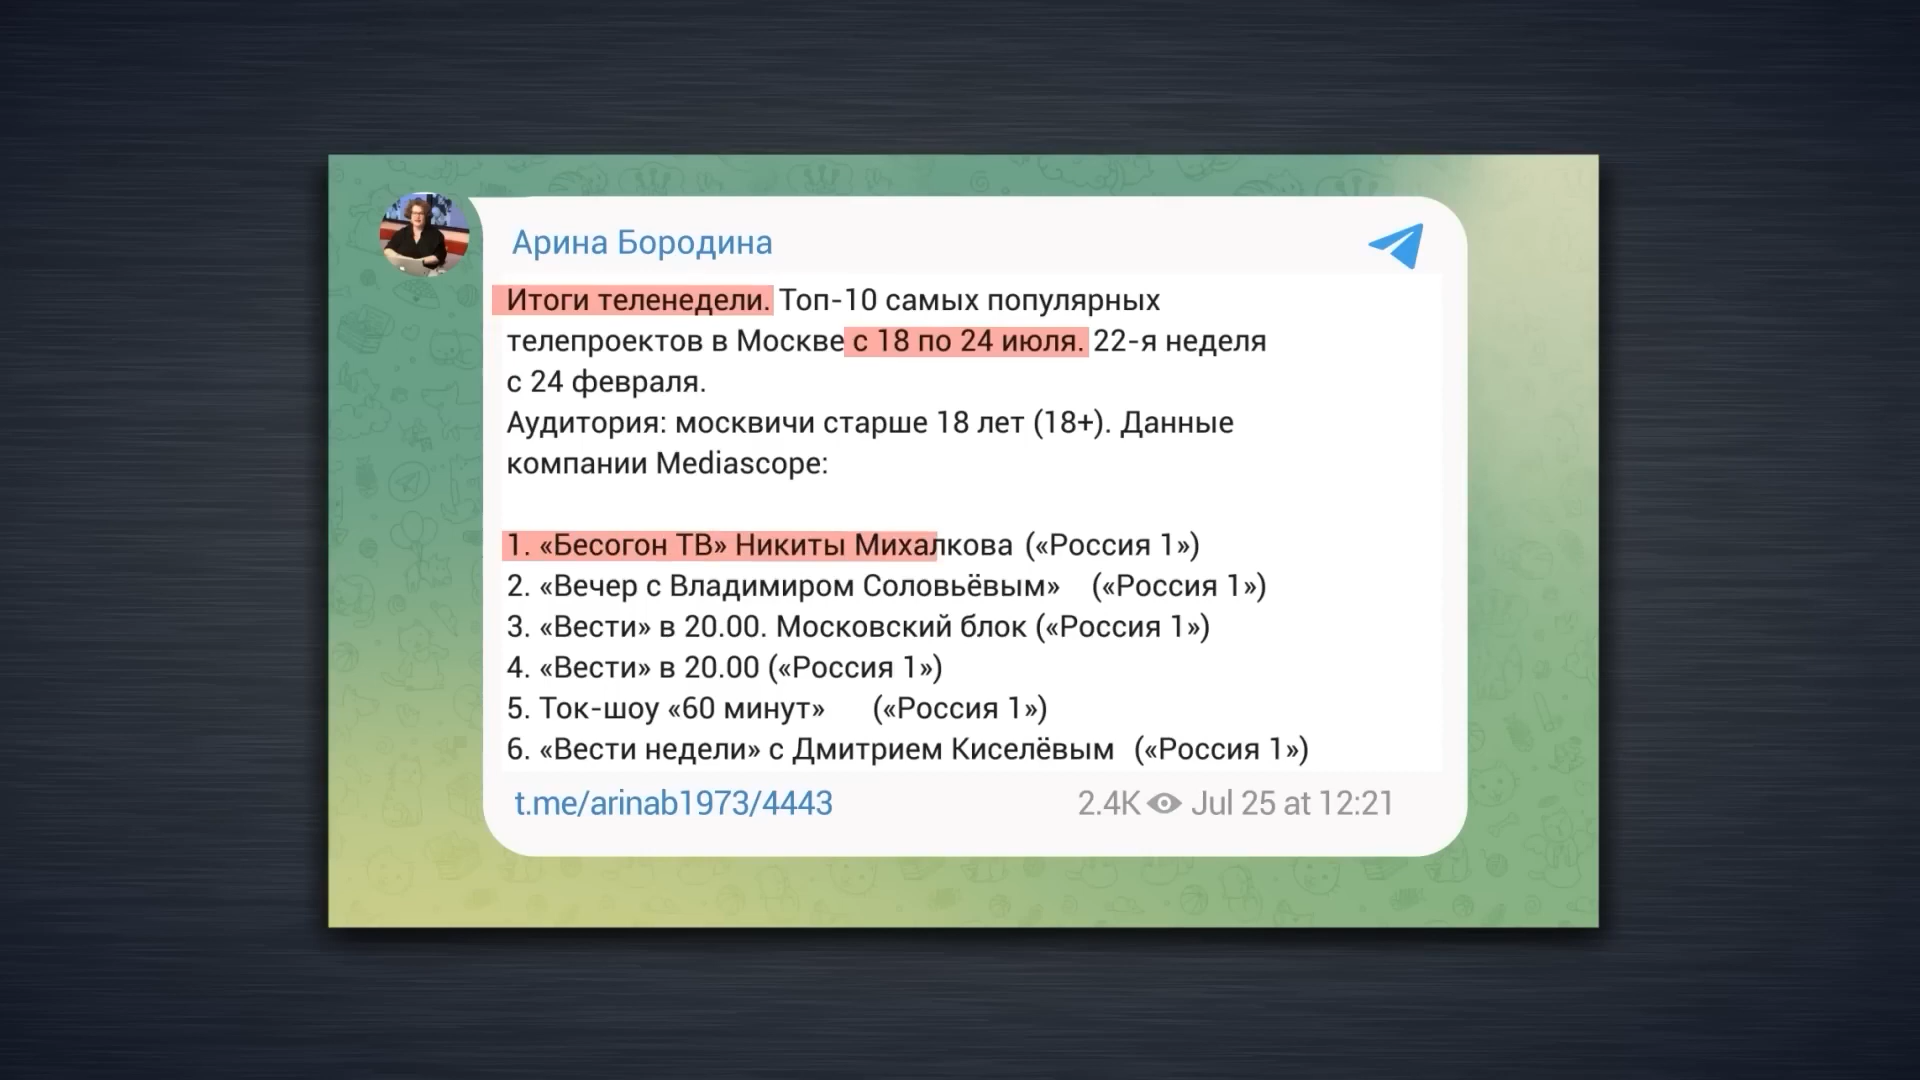 Арина Бородина
Итоги теленедели. Топ-10 самых популярных
телепроектов в Москве с 18 по 24 июля. 22-я неделя
с 24 февраля.
Аудитория: москвичи старше 18 лет (18+). Данные
компании Mediascope:
1. «Бесогон ТВ» Никиты Михалкова («Россия 1»)
2. «Вечер с Владимиром Соловьёвым» («Россия 1»)
3. «Вести» в 20.00. Московский блок («Россия 1»)
4. «Вести» в 20.00 («Россия 1»)
5. Ток-шоу «60 минут» («Россия 1»)
6. «Вести недели» с Дмитрием Киселёвым («Россия 1»)
t.me/arinab1973/4443 2.4K Jul 25 at 12:21